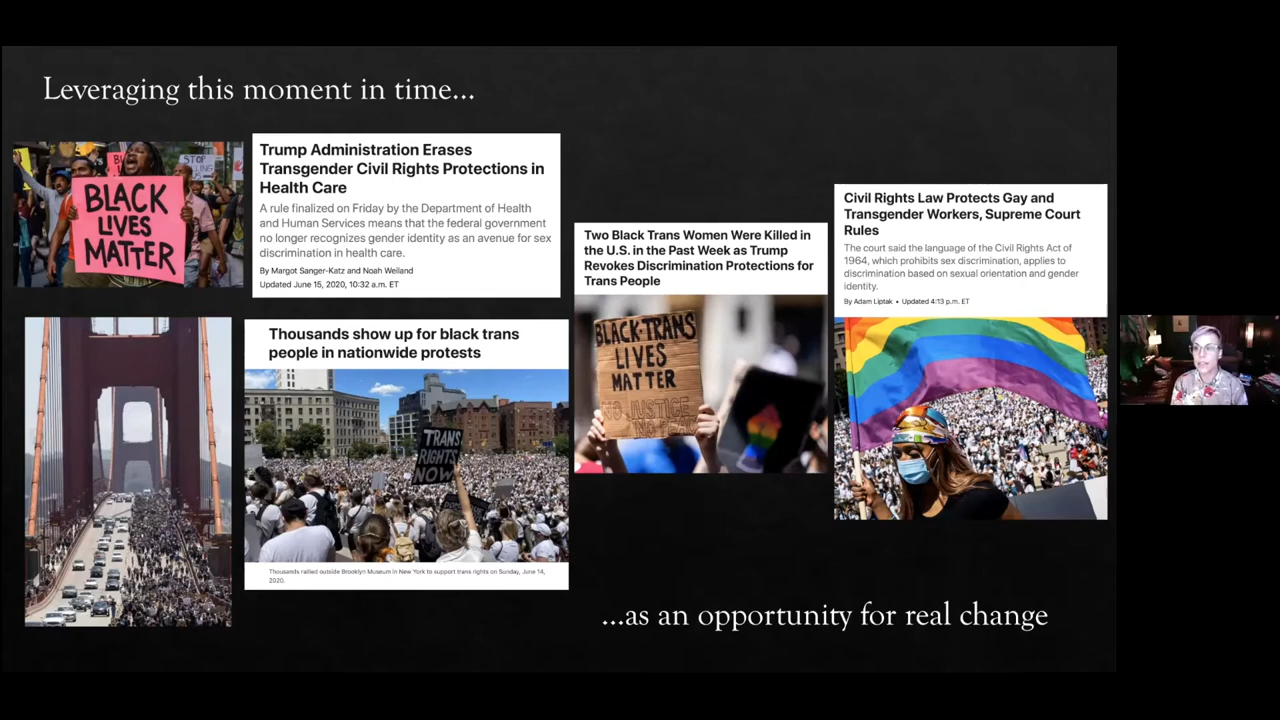 Leveraging this moment in time...
BLACK
LIVES
MATTER
STOP
Trump Administration Erases
Transgender Civil Rights Protections in
Health Care
A rule finalized on Friday by the Department of Health
and Human Services means that the federal government
no longer recognizes gender identity as an avenue for sex
discrimination in health care.
By Margot Sanger-Katz and Noah Weiland
Updated June 15, 2020, 10:32 a.m. ET
Thousands show up for black trans
people in nationwide protests
TRANS
RIGHTS
NOW
Thousands rallied outside Brooklyn Museum in New York to support trans rights on Sunday, June 14,
2020.
Two Black Trans Women Were Killed in
the U.S. in the Past Week as Trump
Revokes Discrimination Protections for
Trans People
BLACK TRANS
LIVES
MATTER
NO JUSTICE
NO
Civil Rights Law Protects Gay and
Transgender Workers, Supreme Court
Rules
The court said the language of the Civil Rights Act of
1964, which prohibits sex discrimination, applies to
discrimination based on sexual orientation and gender
identity.
By Adam Liptak • Updated 4:13 p.m. ET
...as an opportunity for real change